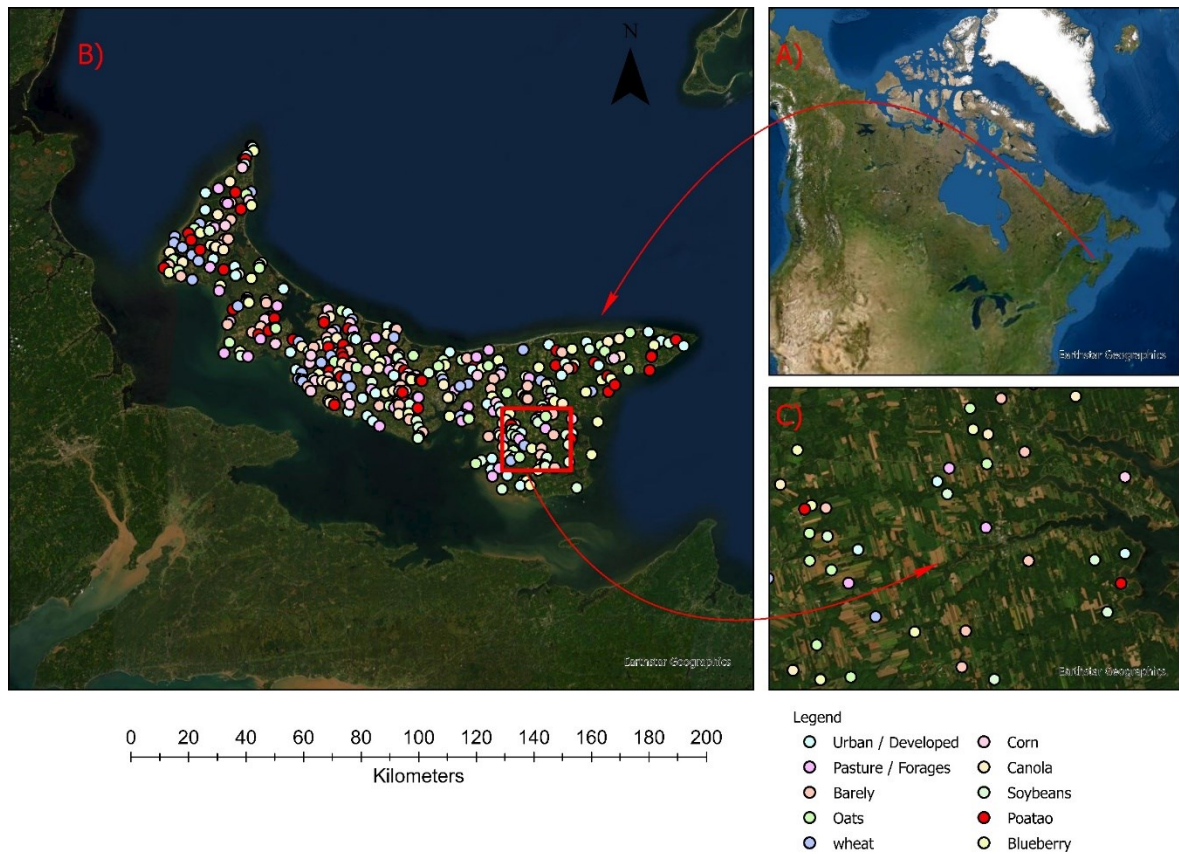 B)
N
Earthstar Geographics
A)
Earthstar Geographics
C)
Earthstar Geographics
0 20 40 60 80 100 120 140 160 180 200
Kilometers
Legend
Urban / Developed
Pasture / Forages
Barely
Oats
wheat
Corn
Canola
Soybeans
Poatao
Blueberry